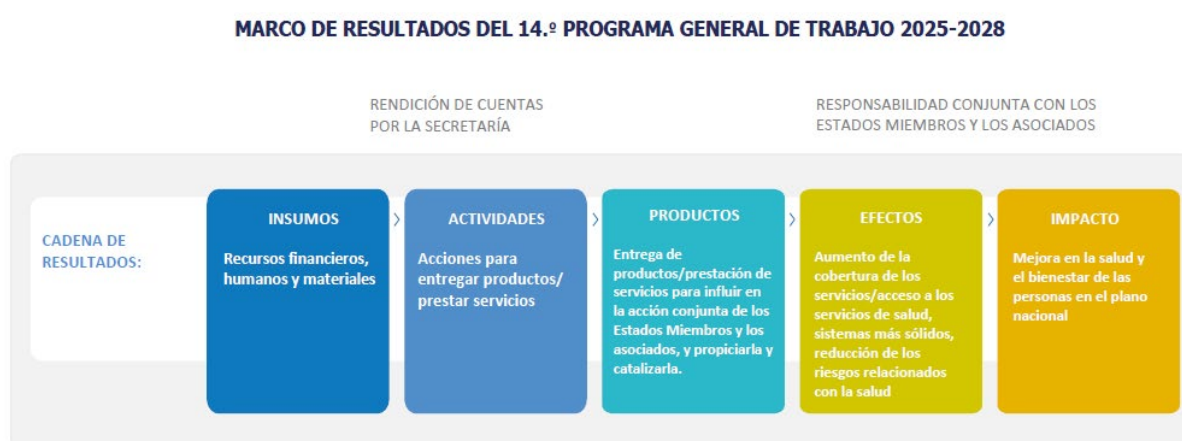 MARCO DE RESULTADOS DEL 14.º PROGRAMA GENERAL DE TRABAJO 2025-2028
RENDICIÓN DE CUENTAS
POR LA SECRETARÍA
RESPONSABILIDAD CONJUNTA CON LOS
ESTADOS MIEMBROS Y LOS ASOCIADOS
CADENA DE
RESULTADOS:
INSUMOS
Recursos financieros,
humanos y materiales
ACTIVIDADES
Acciones para
entregar productos/
prestar servicios
PRODUCTOS
Entrega de
productos/prestación de
servicios para influir en
la acción conjunta de los
Estados Miembros y los
asociados, y propiciarla y
catalizarla.
EFECTOS
Aumento de la
cobertura de los
servicios/acceso a los
servicios de salud,
sistemas más sólidos,
reducción de los
riesgos relacionados
con la salud
IMPACTO
Mejora en la salud y
el bienestar de las
personas en el plano
nacional